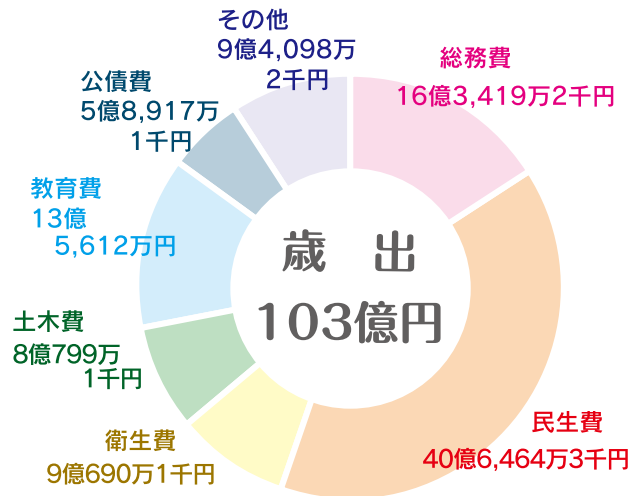 その他
9億4,098万
2千円
総務費
16億3,419万2千円
公債費
5億8,917万
1千円
教育費
13億
5,612万円
歳 出
103億円
土木費
8億799万
1千円
民生費
40億6,464万3千円
衛生費
9億690万1千円